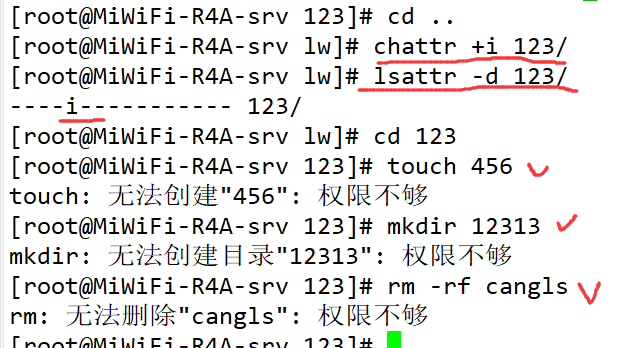 [root@MiWiFi-R4A-srv 123]# cd ..
[root@MiWiFi-R4A-srv lw]# chattr +i 123/
[root@MiWiFi-R4A-srv lw]# lsattr -d 123/
----i----------- 123/
[root@MiWiFi-R4A-srv lw]# cd 123
[root@MiWiFi-R4A-srv 123]# touch 456
touch: 无法创建"456": 权限不够
[root@MiWiFi-R4A-srv 123]# mkdir 12313
mkdir: 无法创建目录"12313": 权限不够
[root@MiWiFi-R4A-srv 123]# rm -rf cangls
rm: 无法删除"cangls": 权限不够
[root@MiWiFi-R4A-srv 123]#